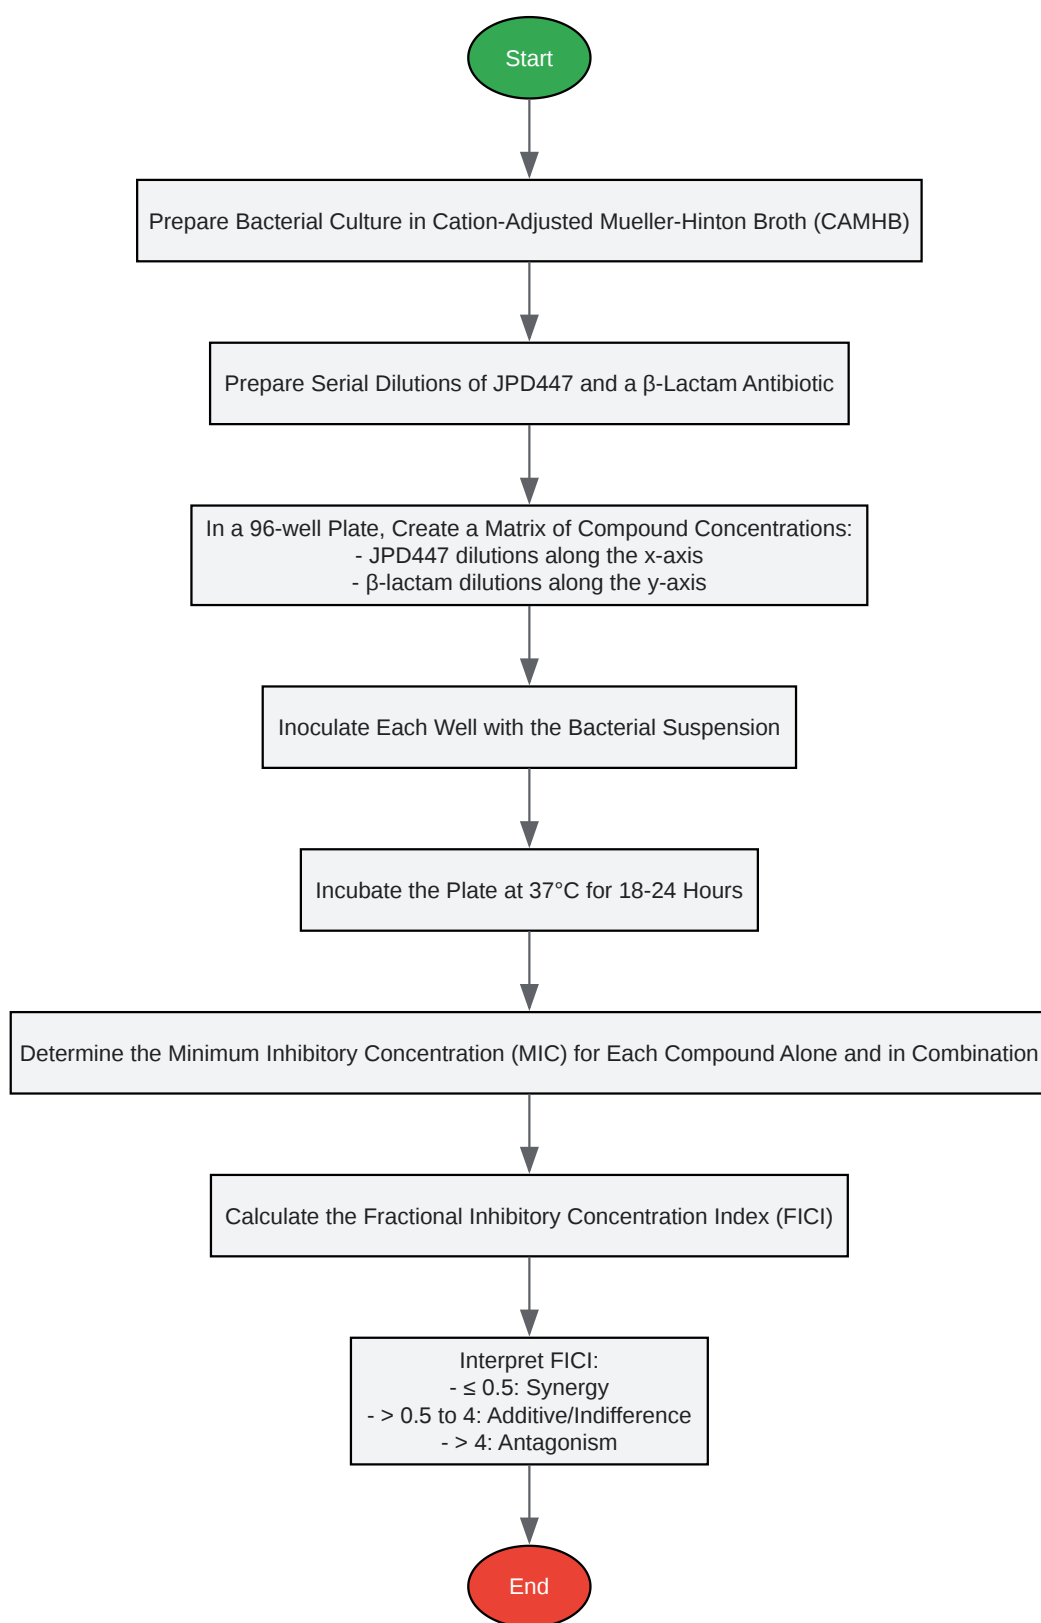 Start
Prepare Bacterial Culture in Cation-Adjusted Mueller-Hinton Broth (CAMHB)
Prepare Serial Dilutions of JPD447 and a β-Lactam Antibiotic
In a 96-well Plate, Create a Matrix of Compound Concentrations:
- JPD447 dilutions along the x-axis
- β-lactam dilutions along the y-axis
Inoculate Each Well with the Bacterial Suspension
Incubate the Plate at 37°C for 18-24 Hours
Determine the Minimum Inhibitory Concentration (MIC) for Each Compound Alone and in Combination
Calculate the Fractional Inhibitory Concentration Index (FICI)
Interpret FICI:
- ≤ 0.5: Synergy
- > 0.5 to 4: Additive/Indifference
- > 4: Antagonism
End